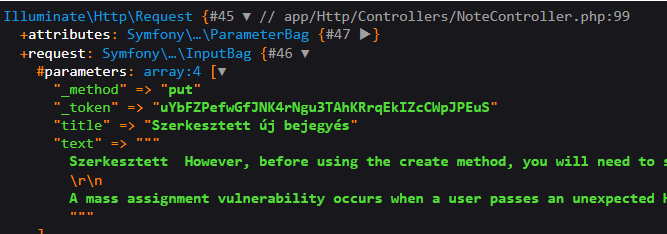 Illuminate\Http\Request {#45 ▼ // app/Http/Controllers/NoteController.php:99
+attributes: Symfony\…\ParameterBag {#47 ▶}
+request: Symfony\…\InputBag {#46 ▼
#parameters: array:4 [▼
"_method" => "put"
"_token" => "uYbFZPefwGfJNK4rNgu3TAhKRrqEkIZcCWpJPEuS"
"title" => "Szerkesztett új bejegyés"
"text" => """
Szerkesztett  However, before using the create method, you will need to s
\r\n
A mass assignment vulnerability occurs when a user passes an unexpected H
"""
]